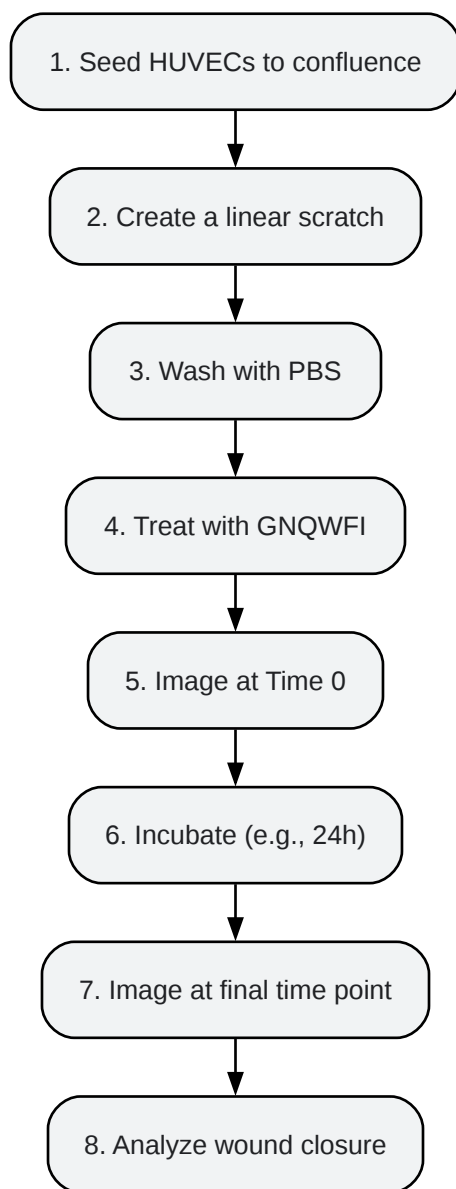 1. Seed HUVECs to confluence
2. Create a linear scratch
3. Wash with PBS
4. Treat with GNQWFI
5. Image at Time 0
6. Incubate (e.g., 24h)
7. Image at final time point
8. Analyze wound closure